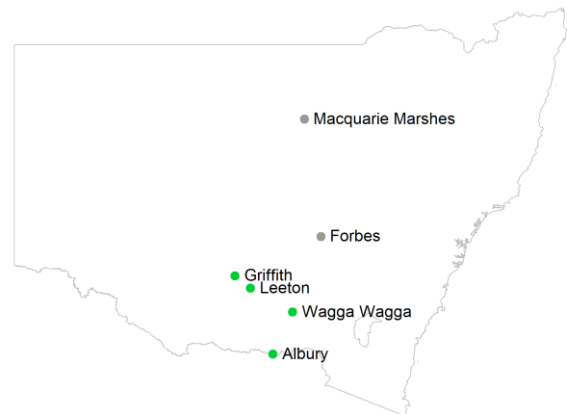 Macquarie Marshes
Forbes
Griffith
Leeton
Wagga Wagga
Albury